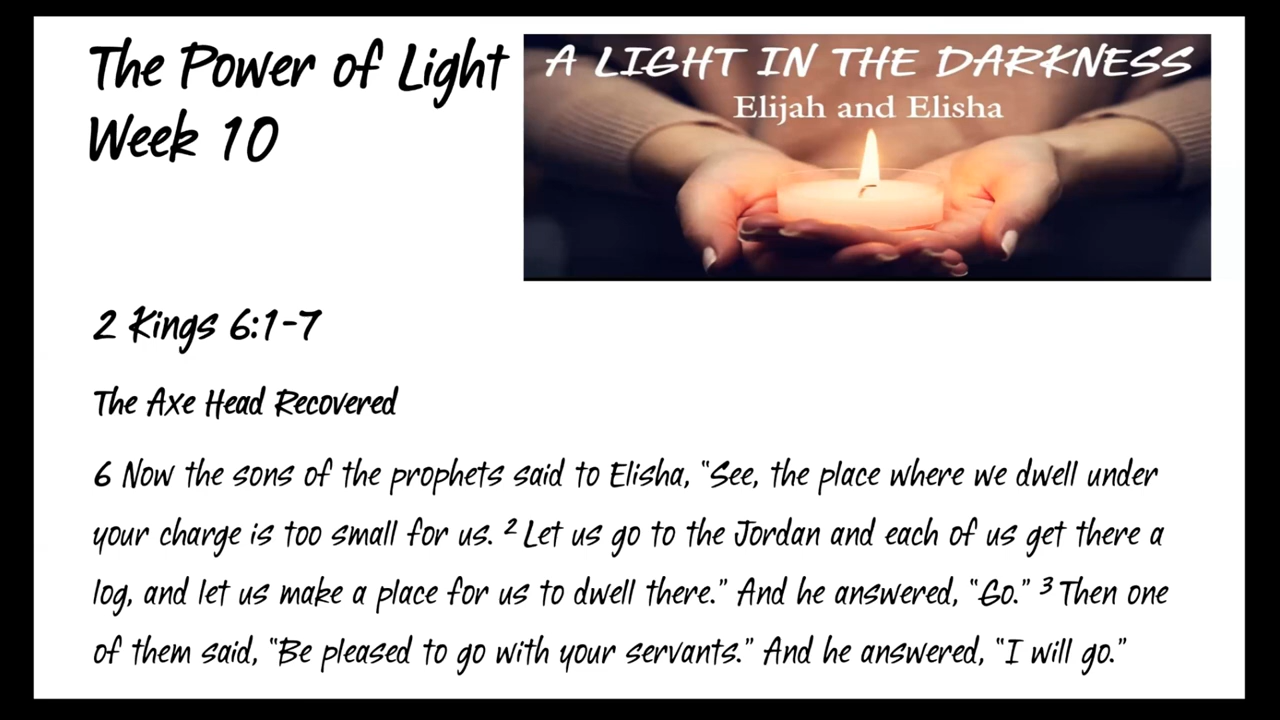 The Power of Light
Week 10
A LIGHT IN THE DARKNESS
Elijah and Elisha
2 Kings 6:1-7
The Axe Head Recovered
6 Now the sons of the prophets said to Elisha, “See, the place where we dwell under
your charge is too small for us. ² Let us go to the Jordan and each of us get there a
log, and let us make a place for us to dwell there.” And he answered, “Go.” ³ Then one
of them said, “Be pleased to go with your servants.” And he answered, “I will go.”